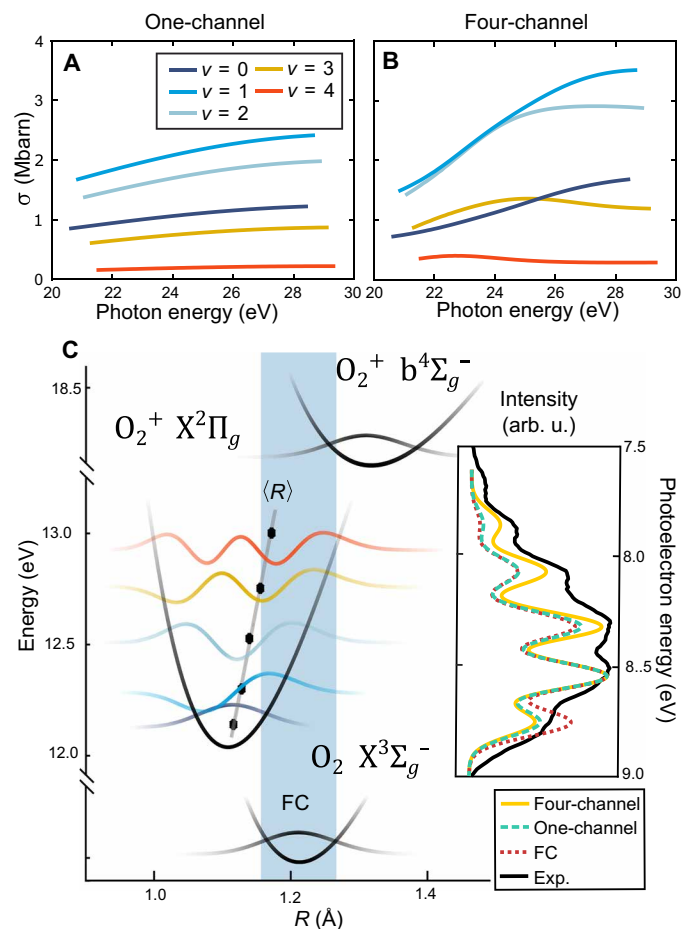 One-channel
Four-channel
A
B
v = 0
v = 3
v = 1
v = 4
v = 2
σ (Mbarn)
4
3
2
1
0
20 22 24 26 28 30
20 22 24 26 28 30
Photon energy (eV)
Photon energy (eV)
C
O₂⁺ b⁴Σg⁻
O₂⁺ X²Πg
⟨R⟩
O₂ X³Σg⁻
FC
Energy (eV)
18.5
13.0
12.5
12.0
1.0 1.2 1.4
R (Å)
Intensity
(arb. u.)
7.5
8.0
8.5
9.0
Photoelectron energy (eV)
Four-channel
One-channel
FC
Exp.